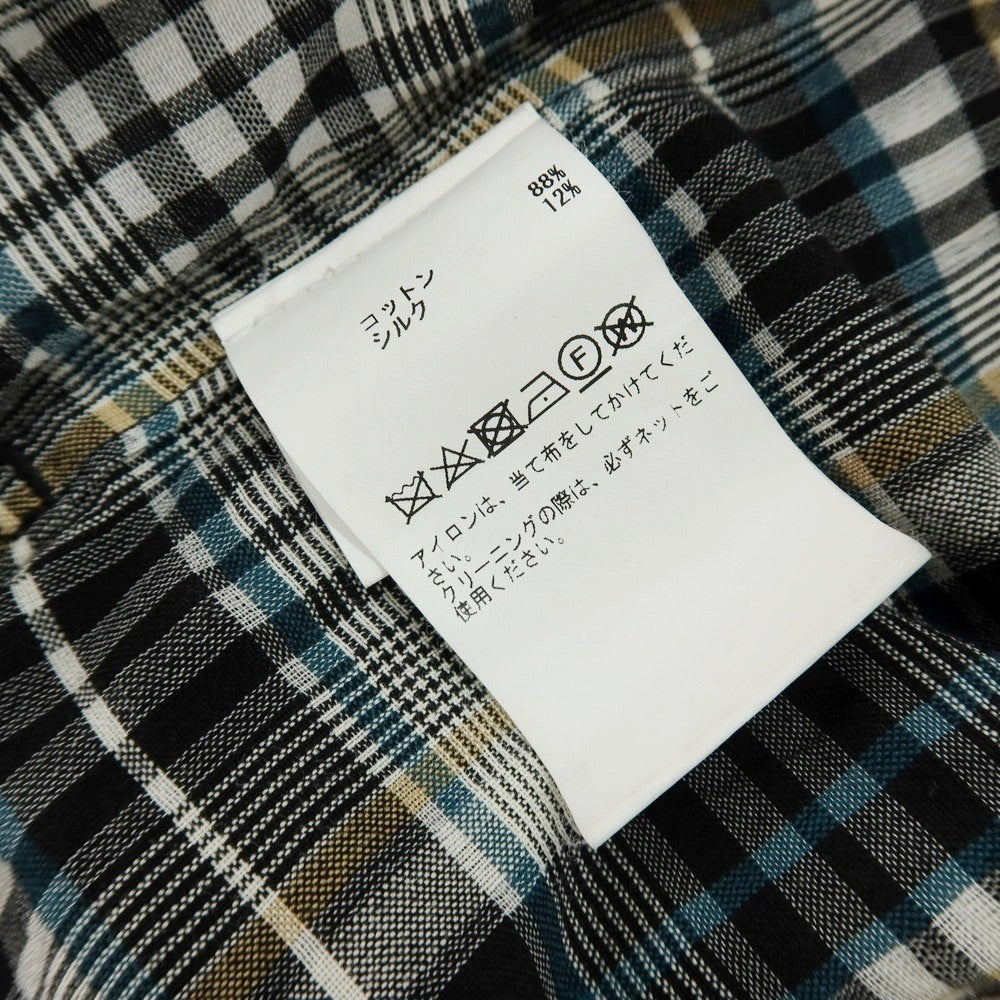 コットン 88%
シルク 12%
F W
アイロンは、当て布をしてかけてくだ
さい。
クリーニングの際は、必ずネットをご
使用ください。